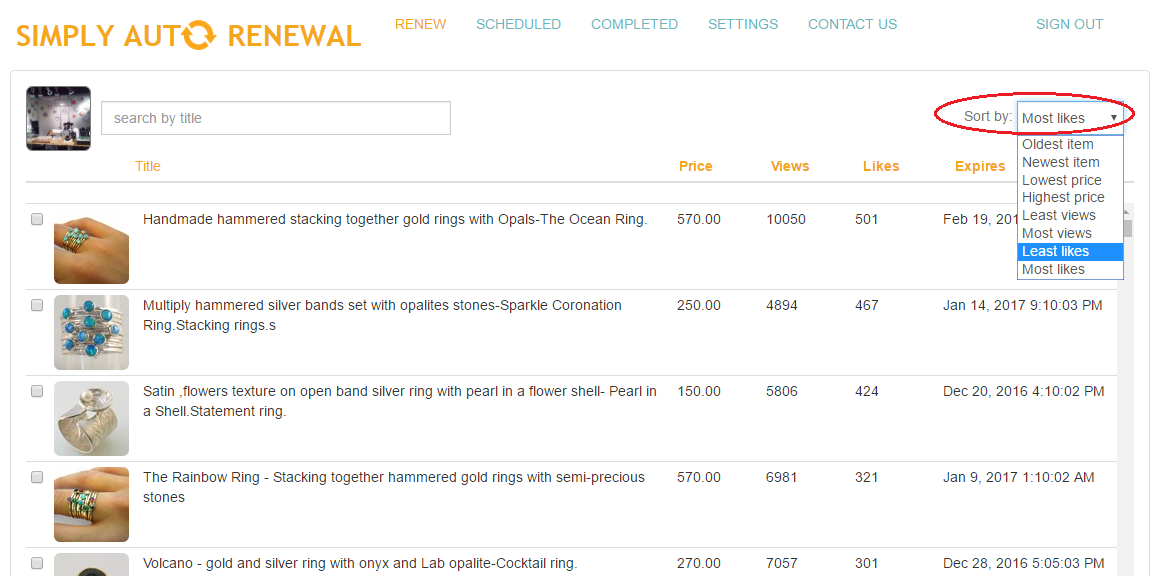 SIMPLY AUTO RENEWAL
RENEW SCHEDULED COMPLETED SETTINGS CONTACT US SIGN OUT
search by title
Sort by: Most likes
Oldest item
Newest item
Lowest price
Highest price
Least views
Most views
Least likes
Most likes
Title Price Views Likes Expires
Handmade hammered stacking together gold rings with Opals-The Ocean Ring. 570.00 10050 501 Feb 19, 201
Multiply hammered silver bands set with opalites stones-Sparkle Coronation 250.00 4894 467 Jan 14, 2017 9:10:03 PM
Ring.Stacking rings.s
Satin ,flowers texture on open band silver ring with pearl in a flower shell- Pearl in 150.00 5806 424 Dec 20, 2016 4:10:02 PM
a Shell.Statement ring.
The Rainbow Ring - Stacking together hammered gold rings with semi-precious 570.00 6981 321 Jan 9, 2017 1:10:02 AM
stones
Volcano - gold and silver ring with onyx and Lab opalite-Cocktail ring. 270.00 7057 301 Dec 28, 2016 5:05:03 PM